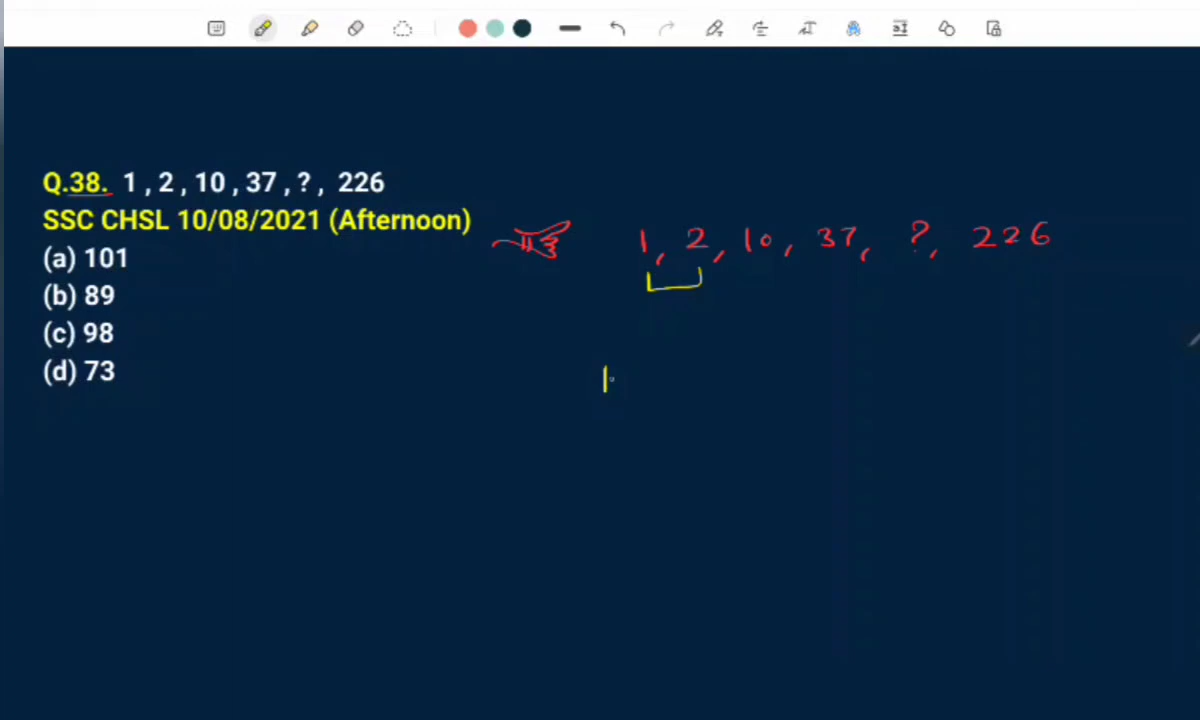 Q.38. 1 , 2 , 10 , 37 , ? , 226
SSC CHSL 10/08/2021 (Afternoon)
(a) 101
(b) 89
(c) 98
(d) 73
1, 2, 10, 37, ?, 226